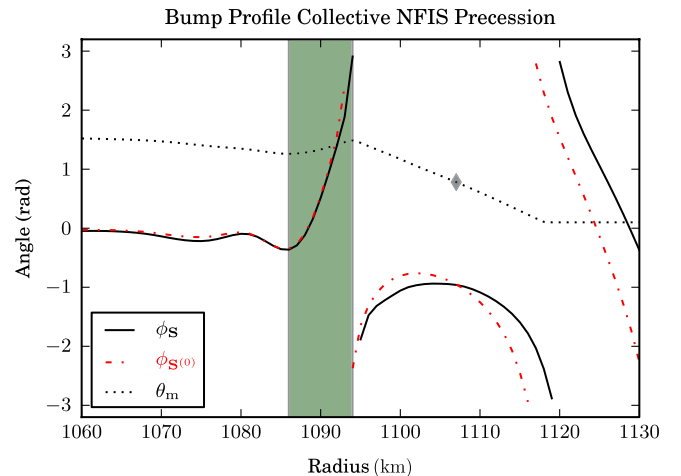 Bump Profile Collective NFIS Precession
3
2
1
0
−1
−2
−3
Angle (rad)
ϕS
ϕS(0)
θm
1060 1070 1080 1090 1100 1110 1120 1130
Radius (km)